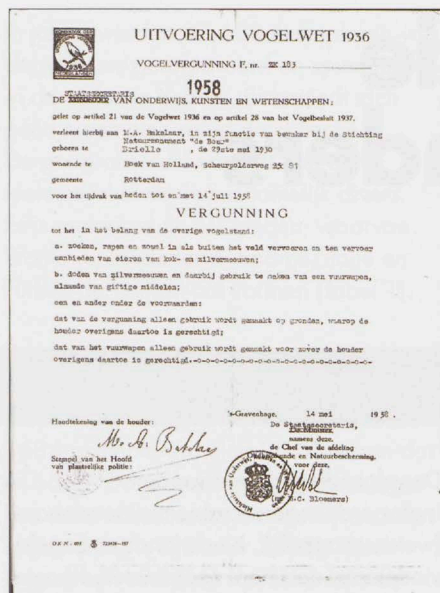 UITVOERING VOGELWET 1936
VOGELVERGUNNING F, nr. EK 183
1958
STAATSSECRETARIS
DE VAN ONDERWIJS, KUNSTEN EN WETENSCHAPPEN:
gelet op artikel 21 van de Vogelwet 1936 en op artikel 28 van het Vogelbesluit 1937,
verleent hierbij aan M.A. Bakelaar, in zijn functie van bewaker bij de Stichting
Natuurmonument "de Beer"
geboren te Brielle , de 29ste mei 1930
wonende te Hoek van Holland, Scheurpolderweg 81
gemeente Rotterdam
voor het tijdvak van heden tot en met 14 juli 1958
VERGUNNING
tot het in het belang van de overige vogelstand:
a. zoeken, rapen en zowel in als buiten het veld vervoeren en ten vervoer
aanbieden van eieren van kok- en zilvermeeuwen;
b. doden van zilvermeeuwen en daarbij gebruik te maken van een vuurwapen,
alsmede van giftige middelen;
een en ander onder de voorwaarden:
dat van de vergunning alleen gebruik wordt gemaakt op gronden, waarop de
houder overigens daartoe is gerechtigd;
dat van het vuurwapen alleen gebruik wordt gemaakt voor zover de houder
overigens daartoe is gerechtigd.-o-o-o-o-o-o-o-o-o-o-o-o-o-o-o-o-o-
's-Gravenhage, 14 mei 1958.
Handtekening van de houder:
De Staatssecretaris,
namens deze,
de Chef van de afdeling
en Natuurbescherming,
voor deze,
Stempel van het Hoofd
van plaatselijke politie:
Bloemers)